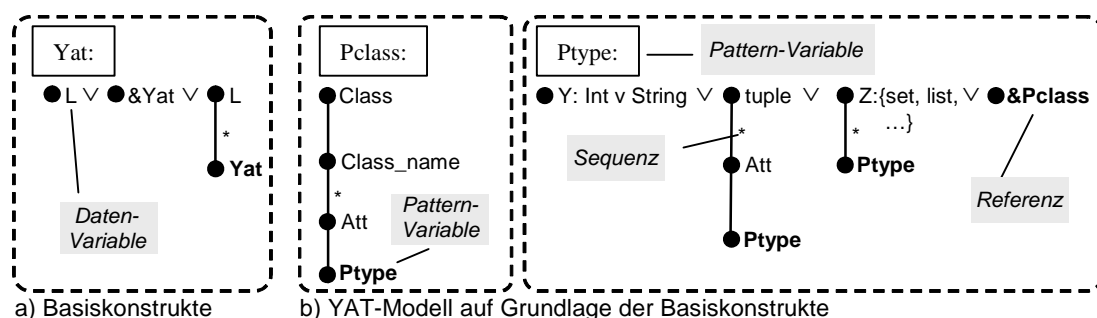 Yat:
L ∨ &Yat ∨ L
*
Yat
Daten-
Variable
a) Basiskonstrukte
Pclass:
Class
Class_name
*
Att
Ptype
Pattern-
Variable
Ptype:
Pattern-Variable
Y: Int v String ∨ tuple ∨ Z:{set, list, ∨ &Pclass
…}
*
*
Sequenz
Att
Ptype
Ptype
Referenz
b) YAT-Modell auf Grundlage der Basiskonstrukte